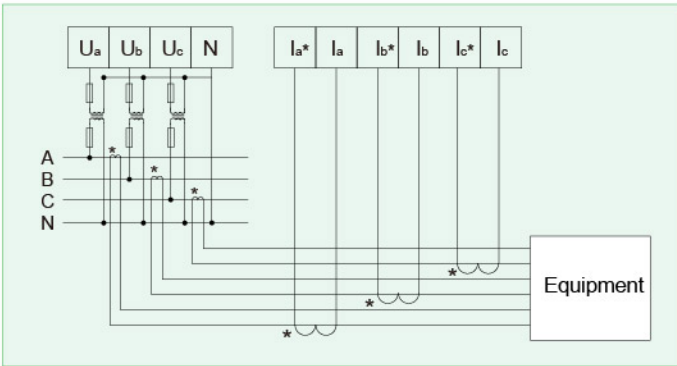 Ua Ub Uc N Ia* Ia Ib* Ib Ic* Ic
A *
B *
C *
N
*
*
*
Equipment